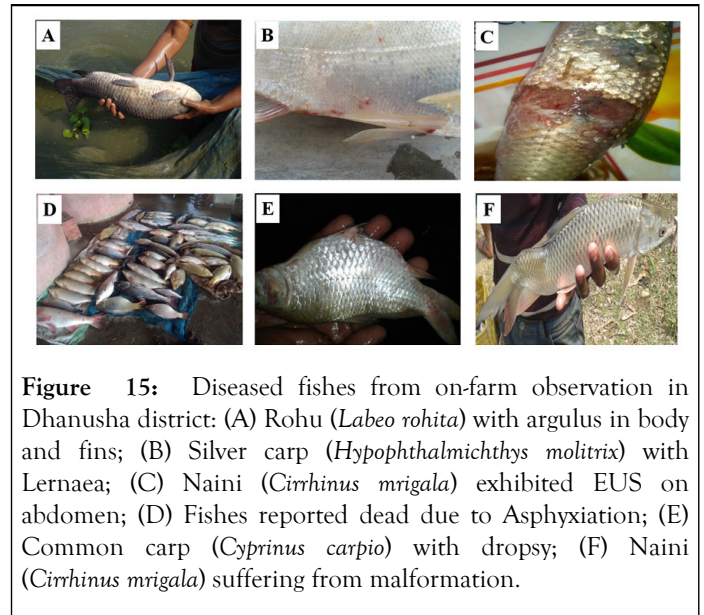 A
B
C
D
E
F
Figure 15: Diseased fishes from on-farm observation in
Dhanusha district: (A) Rohu (Labeo rohita) with argulus in body
and fins; (B) Silver carp (Hypophthalmichthys molitrix) with
Lernaea; (C) Naini (Cirrhinus mrigala) exhibited EUS on
abdomen; (D) Fishes reported dead due to Asphyxiation; (E)
Common carp (Cyprinus carpio) with dropsy; (F) Naini
(Cirrhinus mrigala) suffering from malformation.